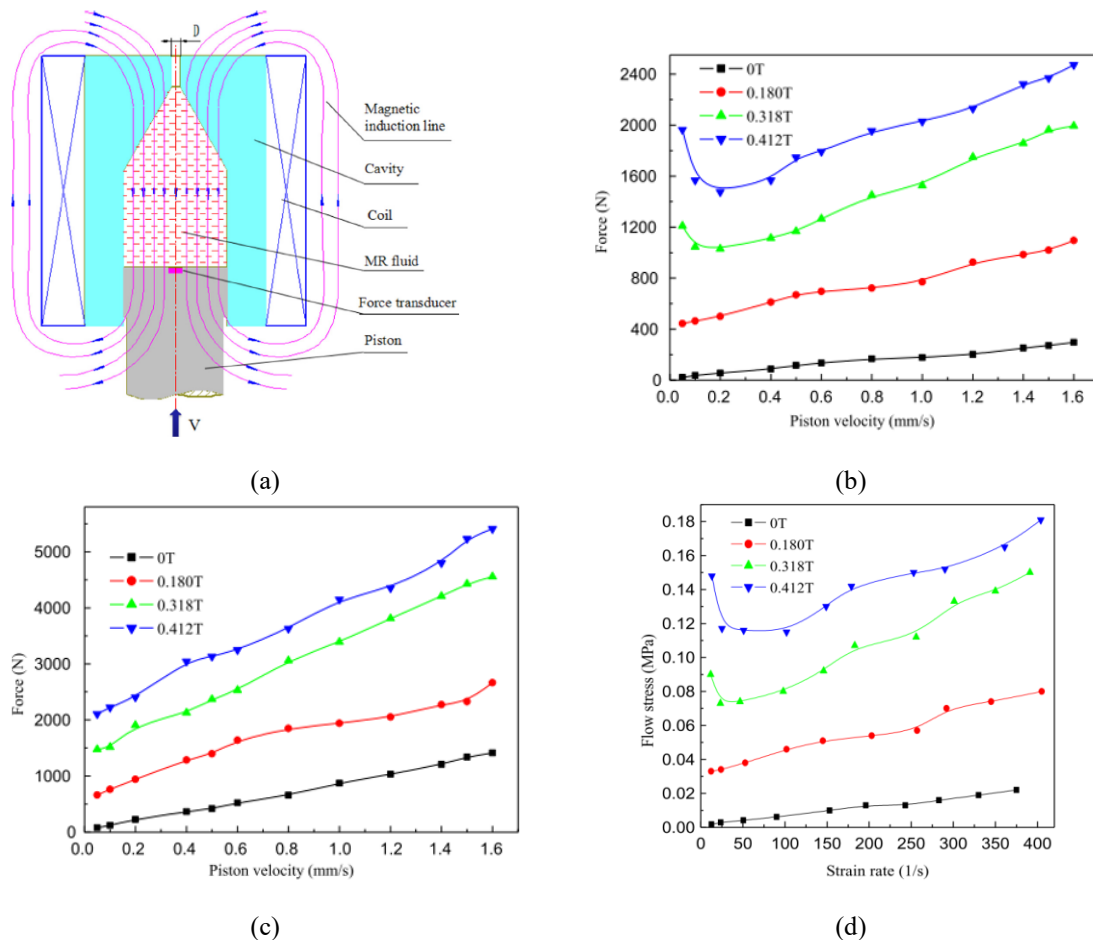 D
Magnetic
induction line
Cavity
Coil
MR fluid
Force transducer
Piston
V
(a)
0T
0.180T
0.318T
0.412T
2400
2000
1600
1200
800
400
0
Force (N)
0.0 0.2 0.4 0.6 0.8 1.0 1.2 1.4 1.6
Piston velocity (mm/s)
(b)
0T
0.180T
0.318T
0.412T
5000
4000
3000
2000
1000
0
Force (N)
0.0 0.2 0.4 0.6 0.8 1.0 1.2 1.4 1.6
Piston velocity (mm/s)
(c)
0T
0.180T
0.318T
0.412T
0.18
0.16
0.14
0.12
0.10
0.08
0.06
0.04
0.02
0.00
Flow stress (MPa)
0 50 100 150 200 250 300 350 400
Strain rate (1/s)
(d)